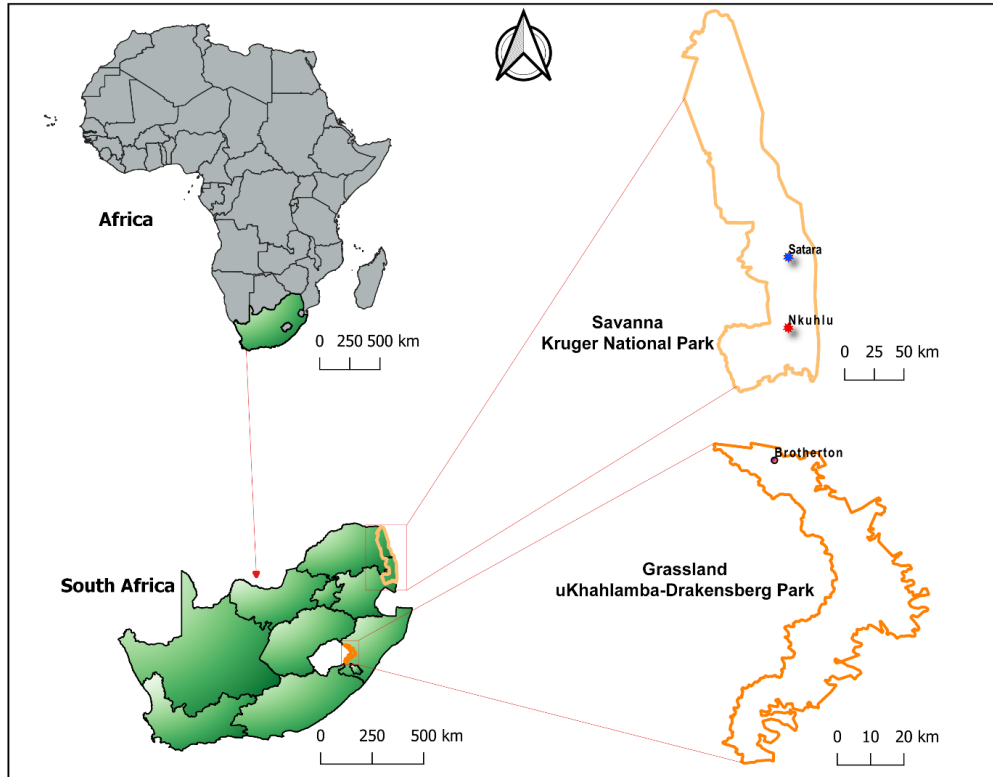 Africa
0 250 500 km
Satara
Nkuhlu
Savanna
Kruger National Park
0 25 50 km
Brotherton
South Africa
Grassland
uKhahlamba-Drakensberg Park
0 250 500 km
0 10 20 km